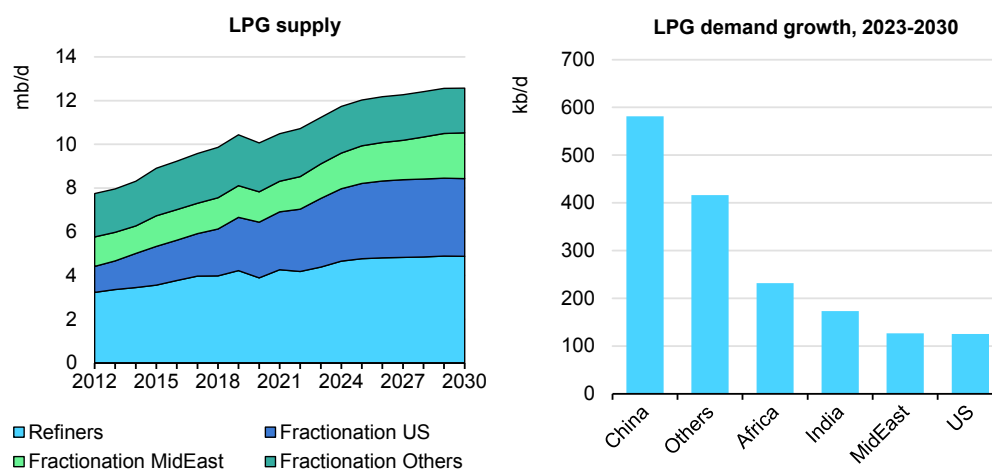 LPG supply
mb/d
14
12
10
8
6
4
2
0
2012 2015 2018 2021 2024 2027 2030
Refiners
Fractionation US
Fractionation MidEast
Fractionation Others
LPG demand growth, 2023-2030
kb/d
700
600
500
400
300
200
100
0
China
Others
Africa
India
MidEast
US